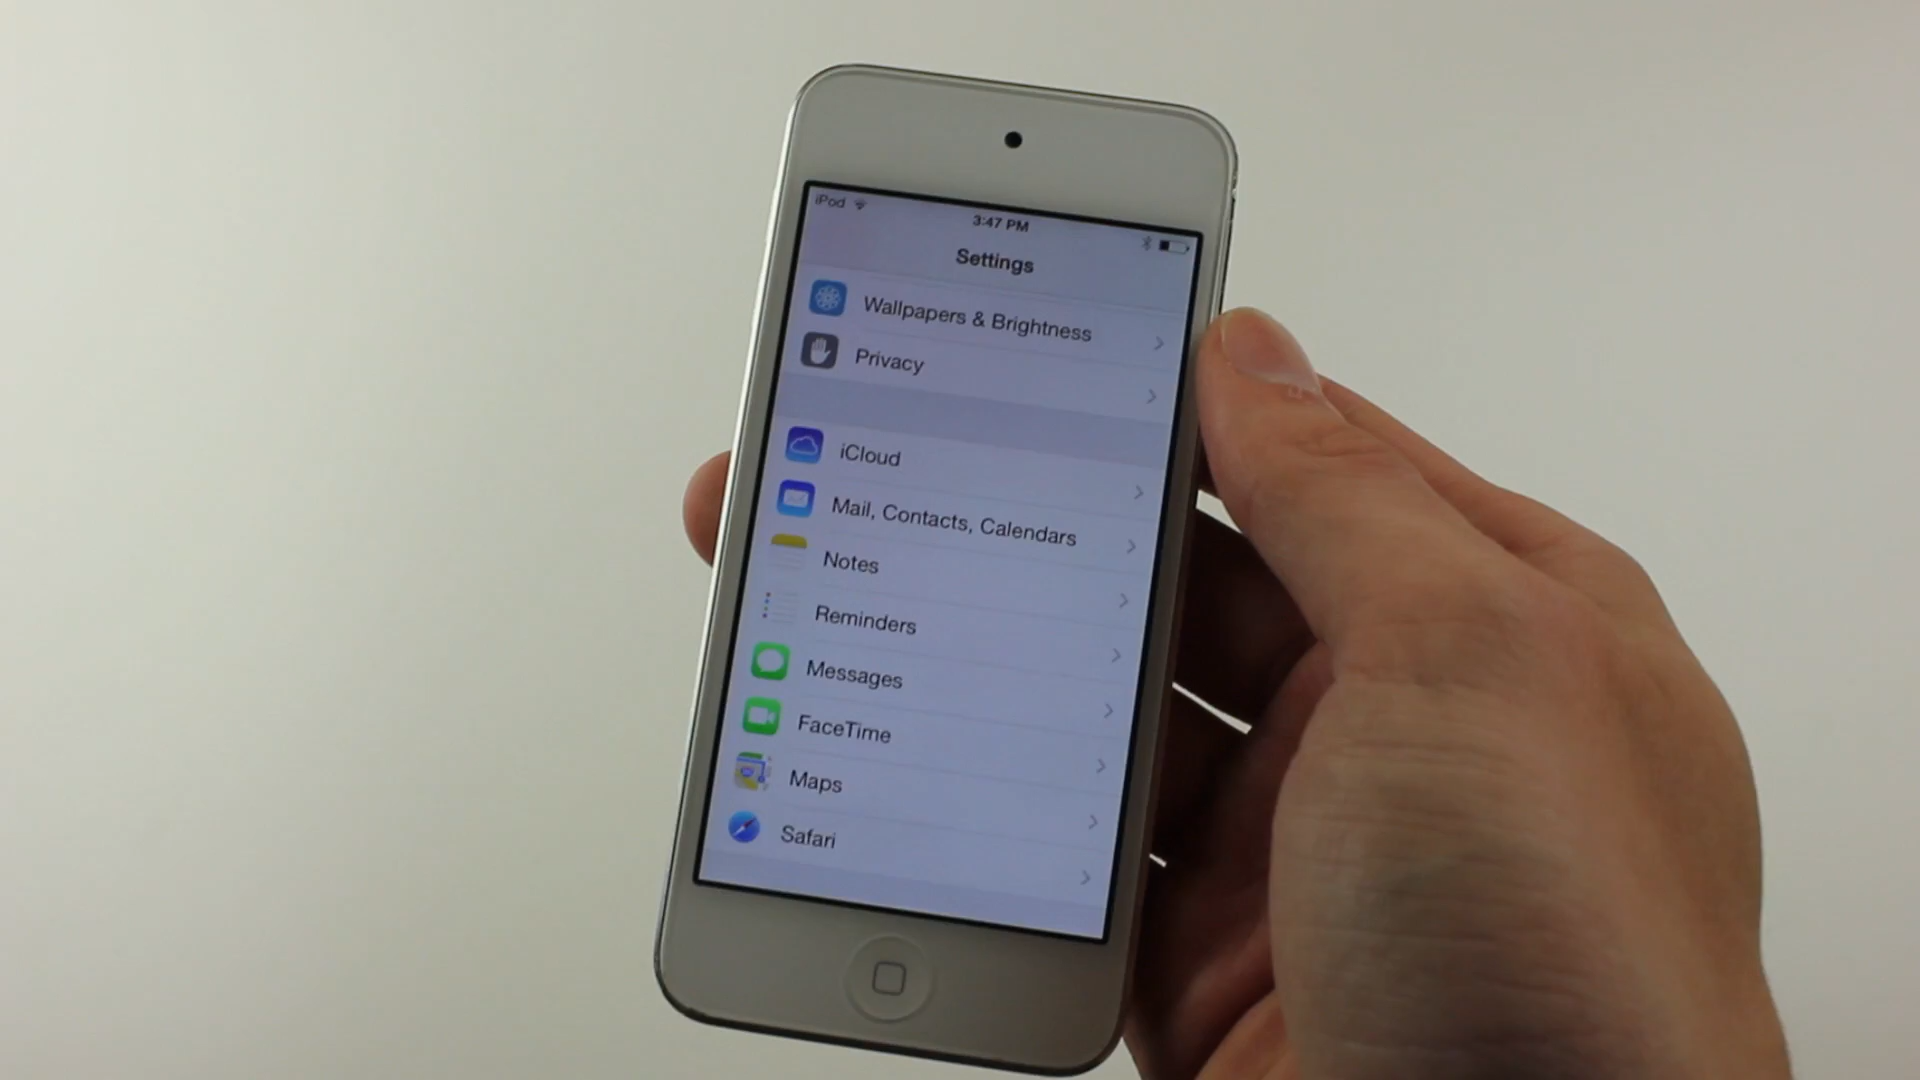 iPod
3:47 PM
Settings
Wallpapers & Brightness
Privacy
iCloud
Mail, Contacts, Calendars
Notes
Reminders
Messages
FaceTime
Maps
Safari